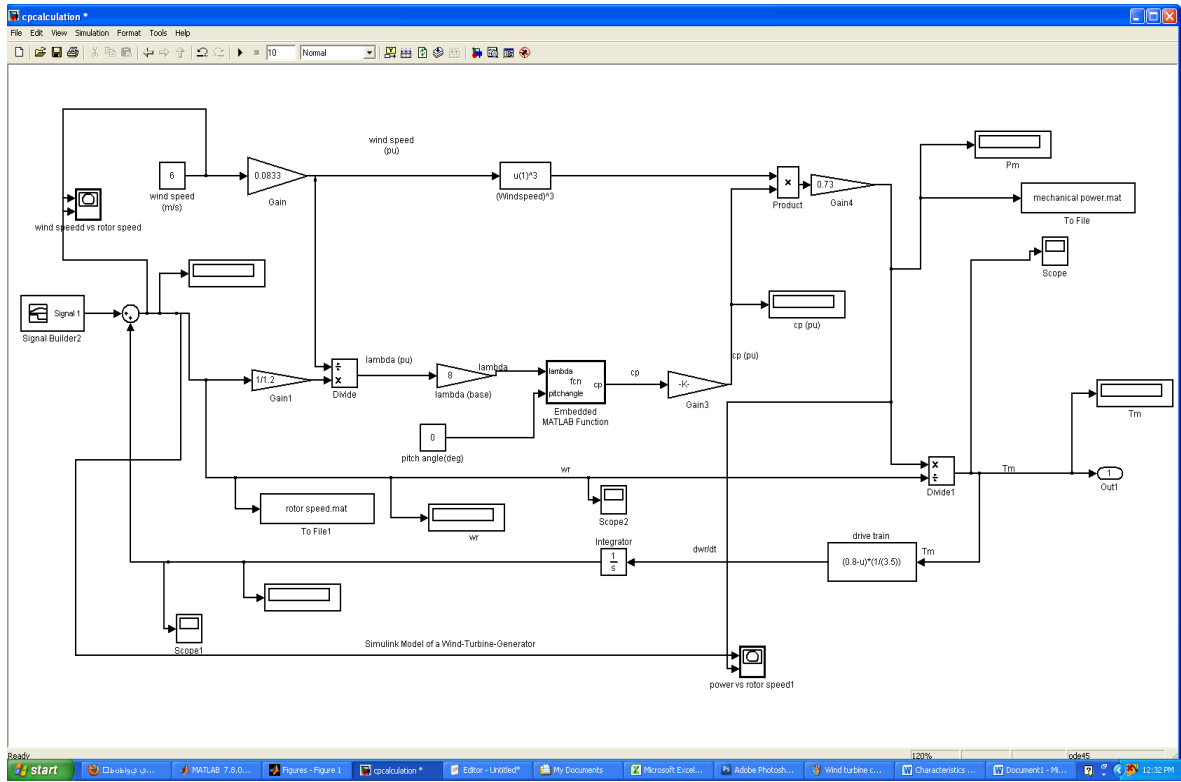 cpcalculation *
File Edit View Simulation Format Tools Help
10 Normal
wind speed
(pu)
6
wind speed
(m/s)
0.0833
Gain
u(1)^3
(Windspeed)^3
×
Product
0.73
Gain4
Pm
mechanical power.mat
To File
wind speedd vs rotor speed
Scope
Signal 1
Signal Builder2
cp (pu)
cp (pu)
1/1.2
Gain1
÷
×
Divide
lambda (pu)
8
lambda (base)
lambda
lambda
fcn
pitchangle
cp
Embedded
MATLAB Function
cp
-K-
Gain3
Tm
0
pitch angle(deg)
wr
×
÷
Divide1
Tm
1
Out1
rotor speed.mat
To File1
wr
Scope2
Integrator
1
s
dwr/dt
drive train
(0.8-u)*(1/(3.5))
Tm
Scope1
Simulink Model of a Wind-Turbine-Generator
power vs rotor speed1
Ready 120% ode45
start
MATLAB 7.8.0...
Figures - Figure 1
cpcalculation *
Editor - Untitled*
My Documents
Microsoft Excel...
Adobe Photosh...
Wind turbine c...
Characteristics ...
Document1 - Mi...
12:32 PM